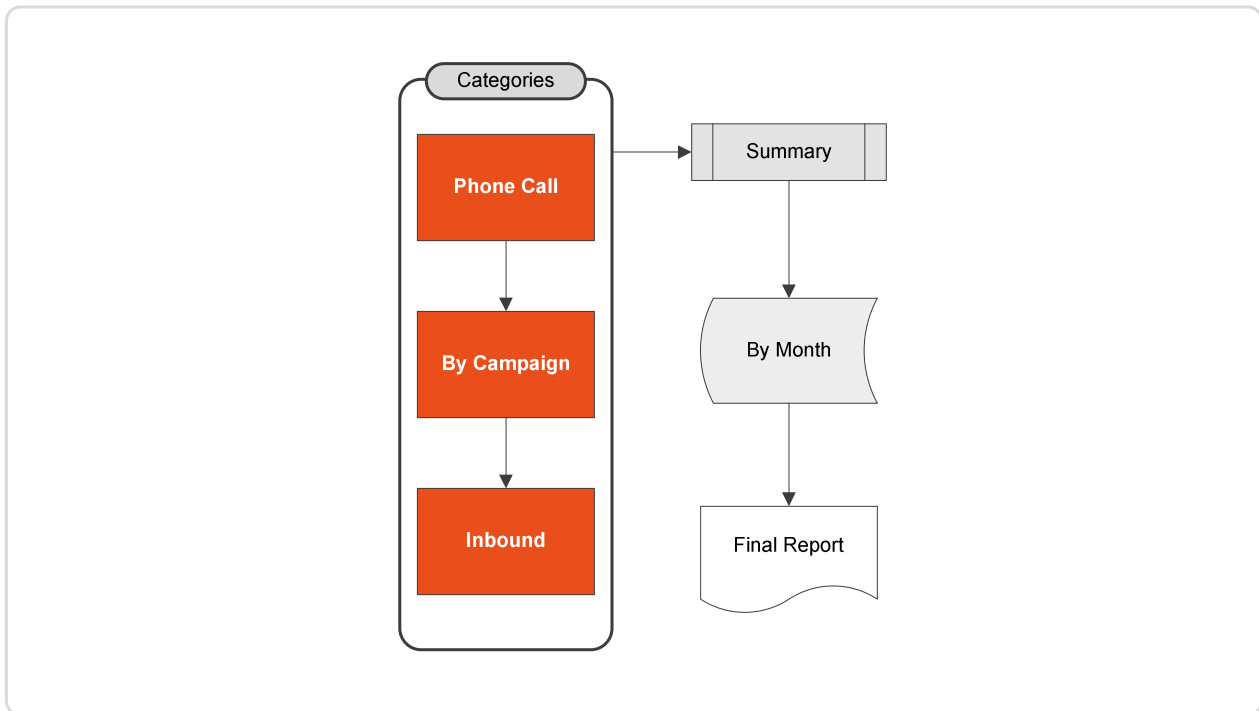 Categories
Phone Call
By Campaign
Inbound
Summary
By Month
Final Report